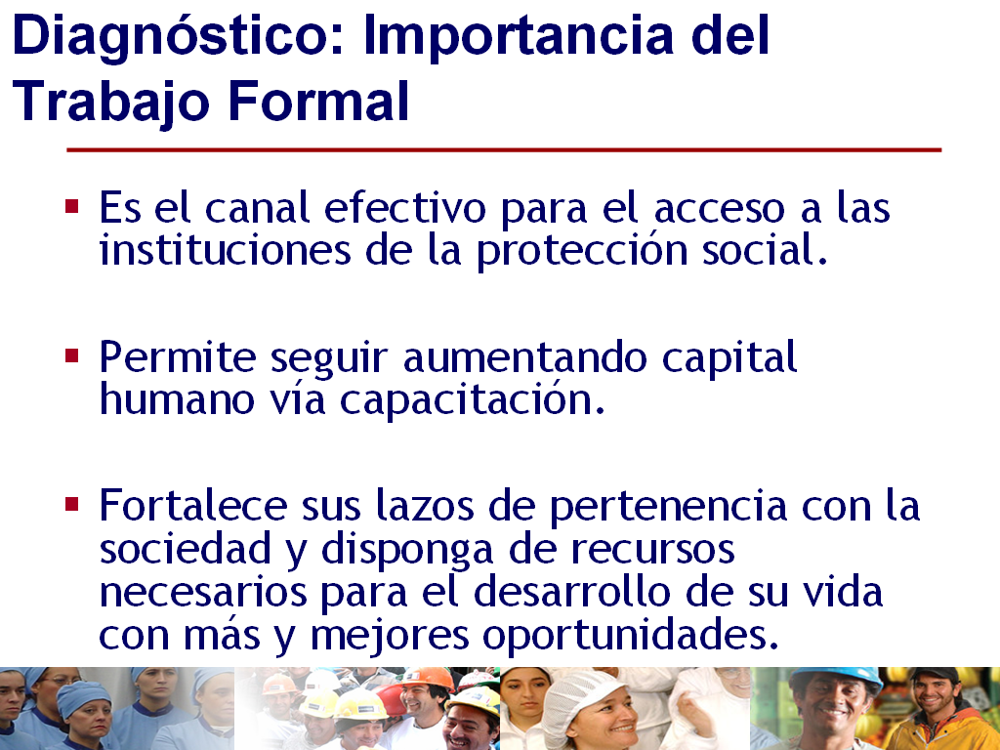 Diagnóstico: Importancia del
Trabajo Formal
Es el canal efectivo para el acceso a las
instituciones de la protección social.
Permite seguir aumentando capital
humano vía capacitación.
Fortalece sus lazos de pertenencia con la
sociedad y disponga de recursos
necesarios para el desarrollo de su vida
con más y mejores oportunidades.